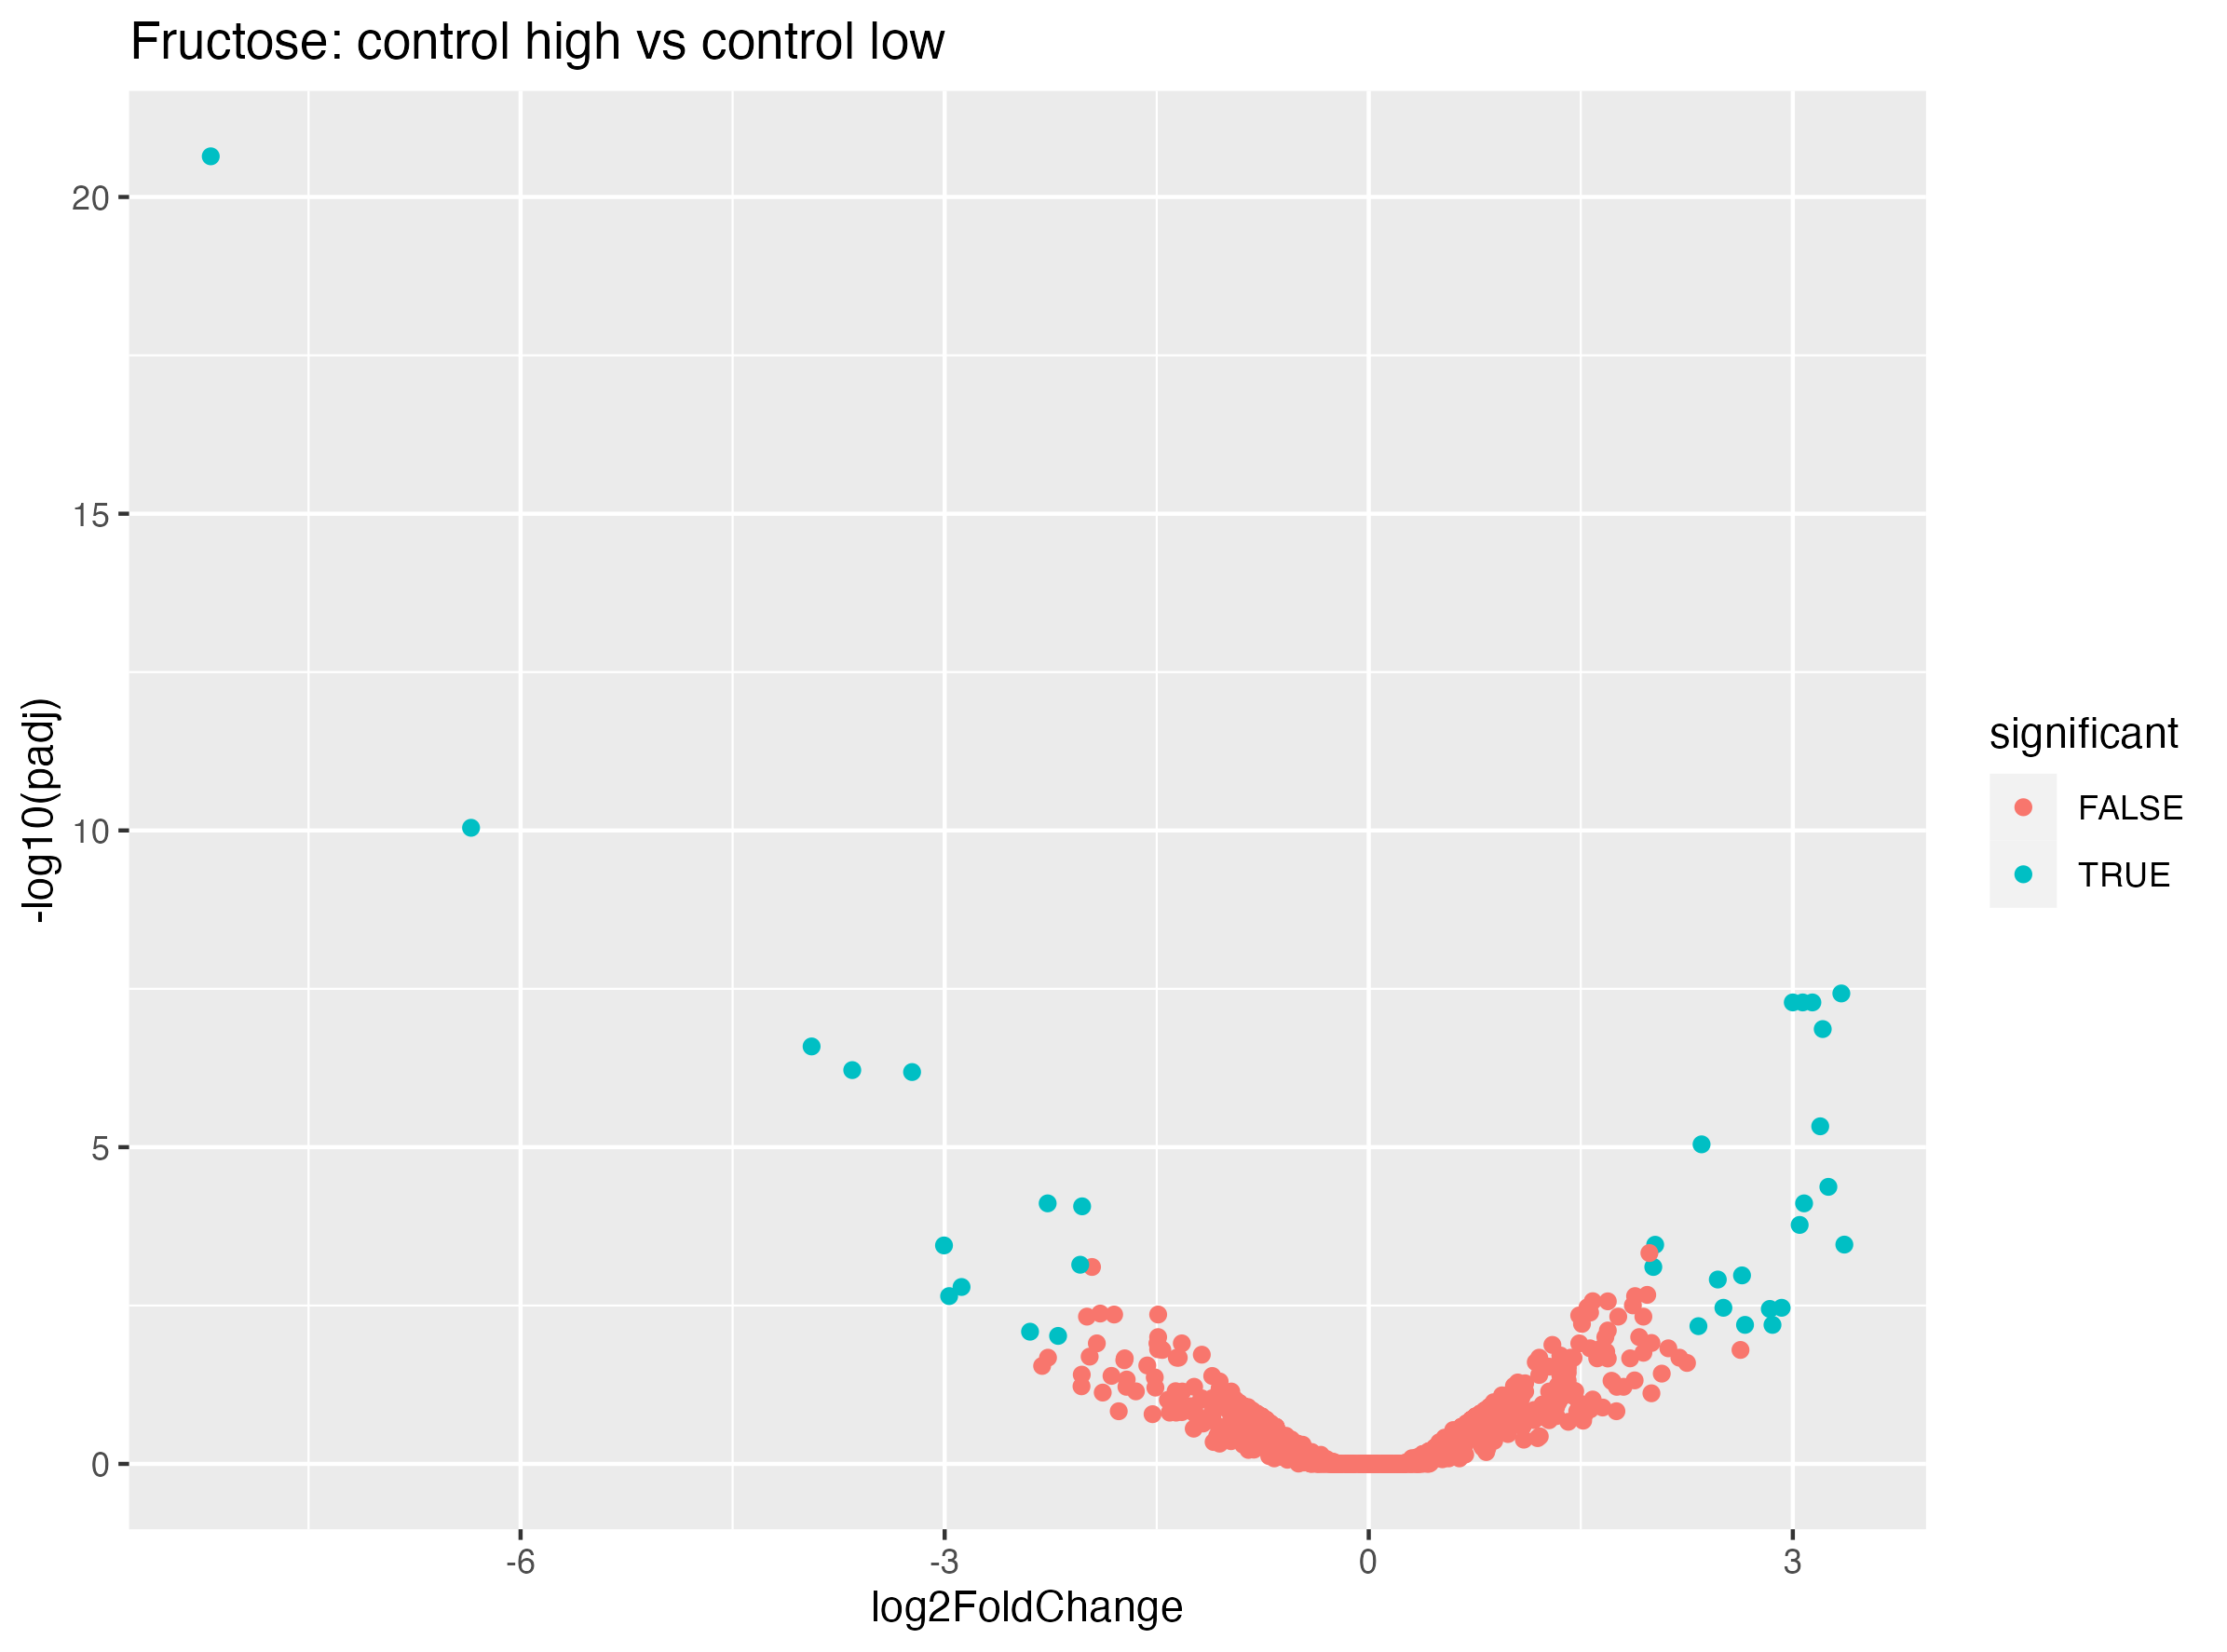 Fructose: control high vs control low
20
15
10
5
0
-log10(padj)
-6
-3
0
3
log2FoldChange
significant
FALSE
TRUE